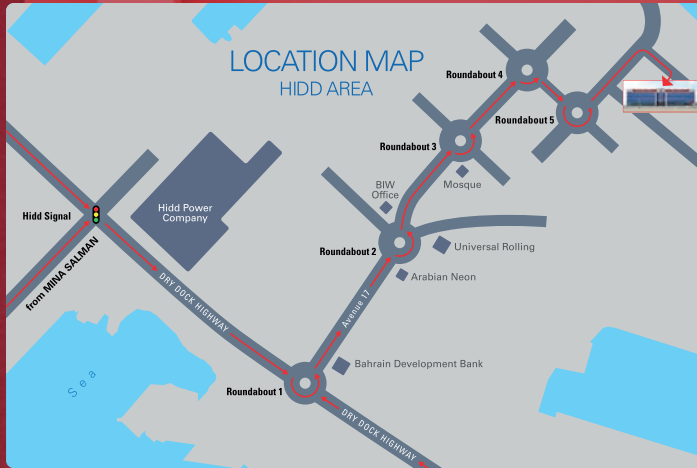 LOCATION MAP
HIDD AREA
Roundabout 4
Roundabout 5
Roundabout 3
Mosque
BIW
Office
Hidd Power
Company
Hidd Signal
from MINA SALMAN
Roundabout 2
Universal Rolling
Arabian Neon
DRY DOCK HIGHWAY
Avenue 17
Bahrain Development Bank
Sea
Roundabout 1
DRY DOCK HIGHWAY